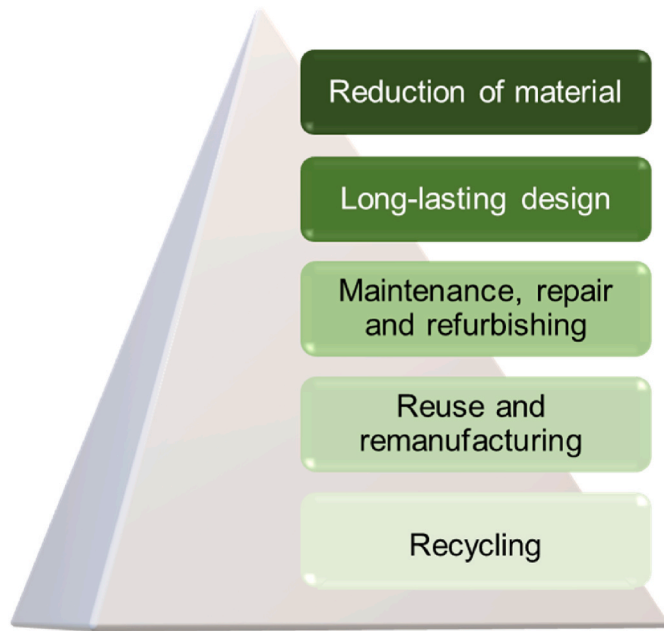 Reduction of material
Long-lasting design
Maintenance, repair
and refurbishing
Reuse and
remanufacturing
Recycling